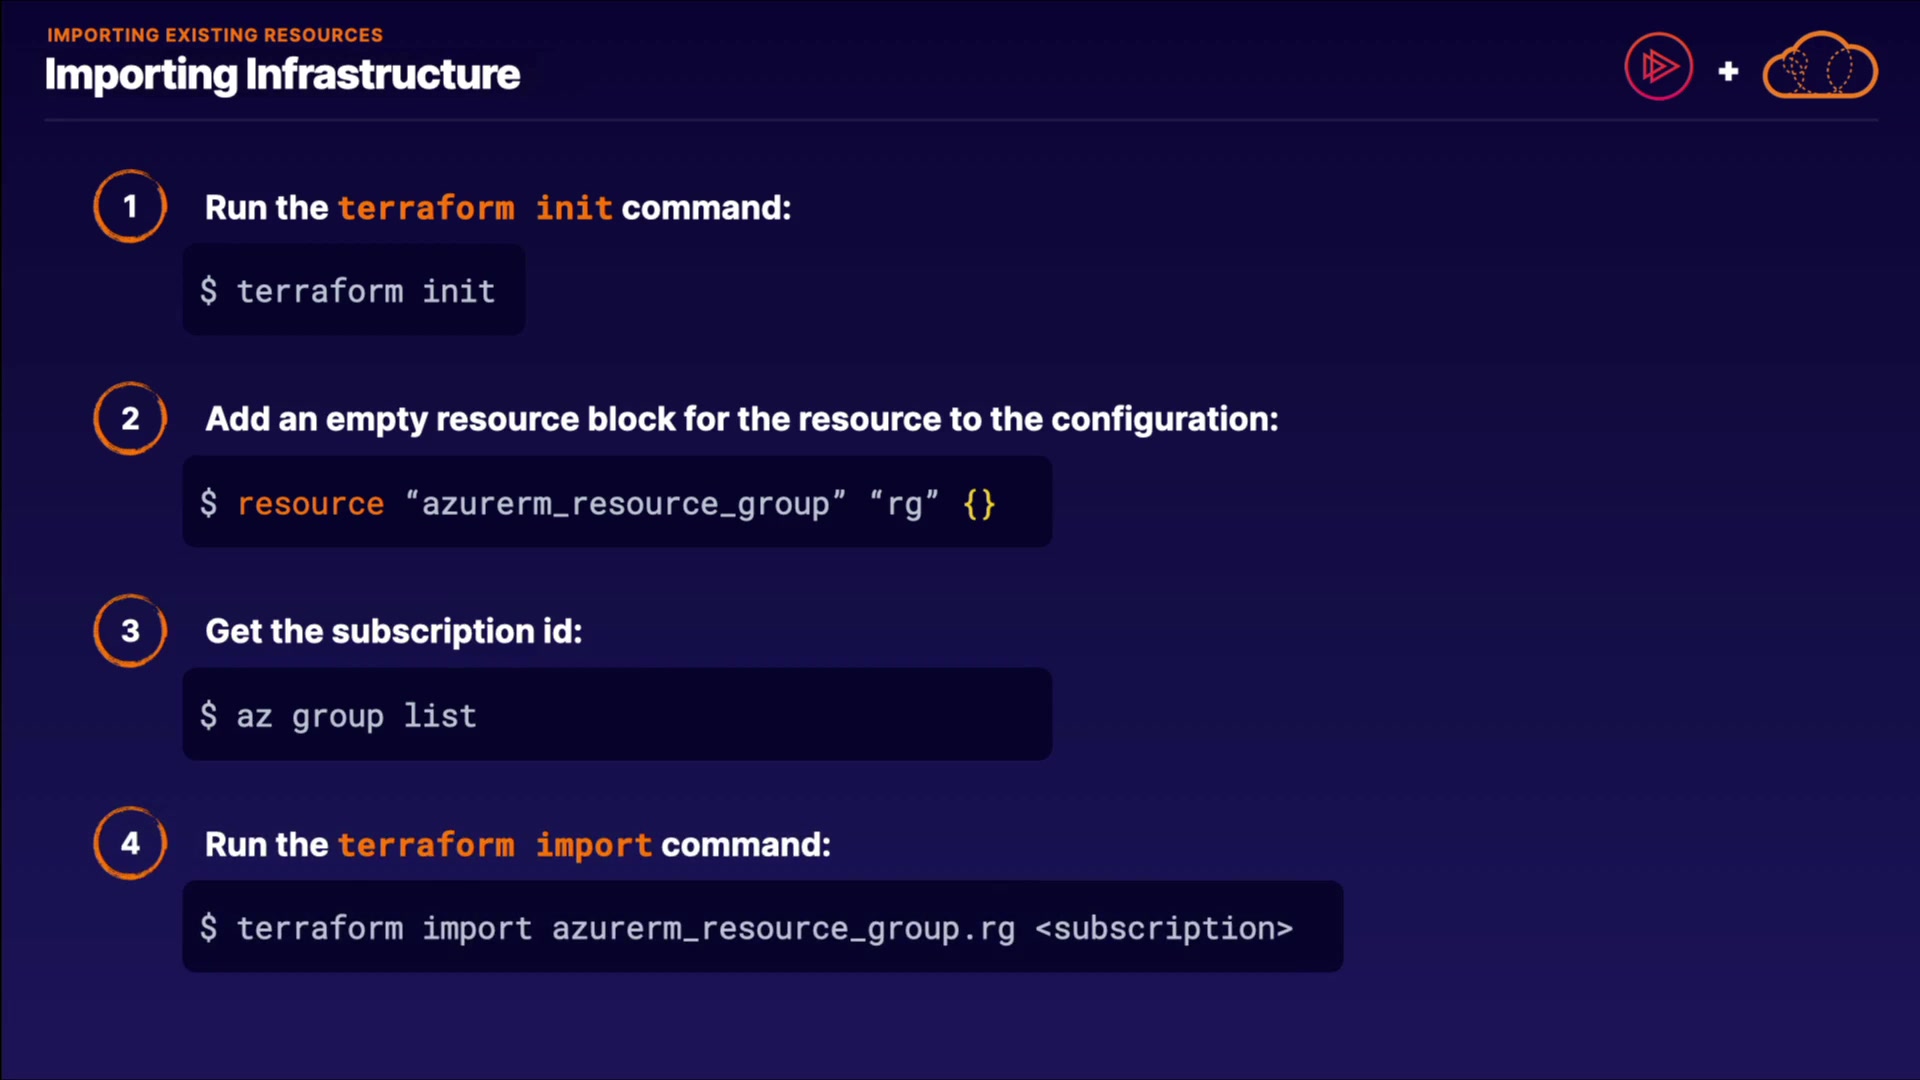 IMPORTING EXISTING RESOURCES
Importing Infrastructure
+
1 Run the terraform init command:
$ terraform init
2 Add an empty resource block for the resource to the configuration:
$ resource “azurerm_resource_group” “rg” {}
3 Get the subscription id:
$ az group list
4 Run the terraform import command:
$ terraform import azurerm_resource_group.rg <subscription>